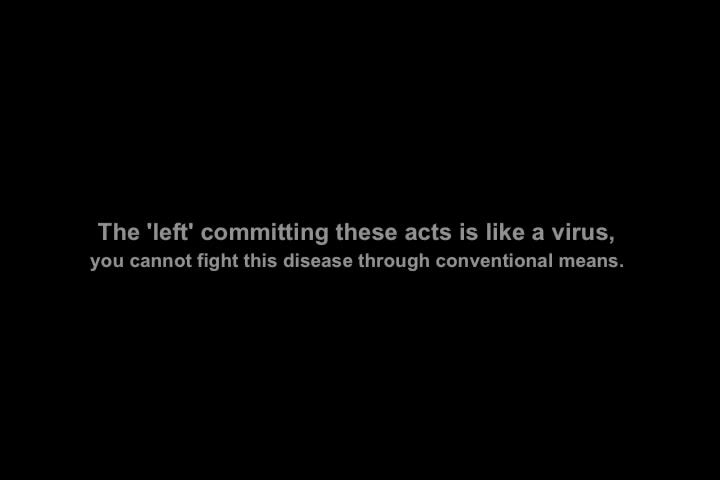 The 'left' committing these acts is like a virus,
you cannot fight this disease through conventional means.